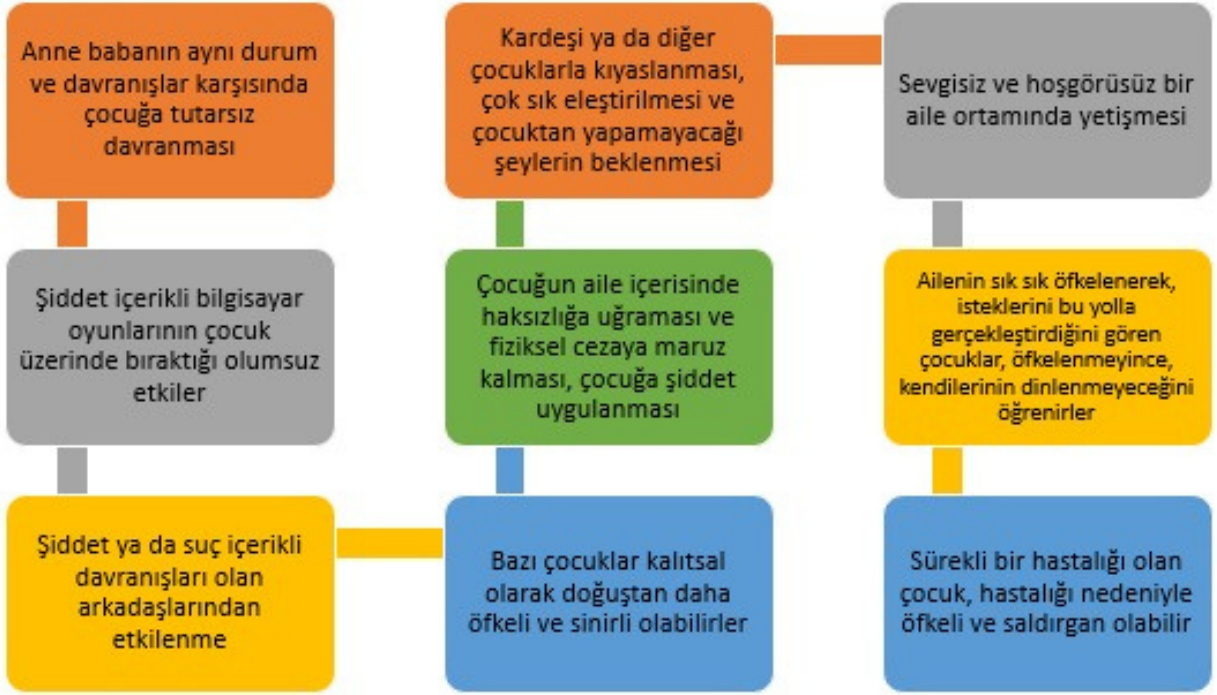 Anne babanın aynı durum
ve davranışlar karşısında
çocuğa tutarsız
davranması
Şiddet içerikli bilgisayar
oyunlarının çocuk
üzerinde bıraktığı olumsuz
etkiler
Şiddet ya da suç içerikli
davranışları olan
arkadaşlarından
etkilenme
Bazı çocuklar kalıtsal
olarak doğuştan daha
öfkeli ve sinirli olabilirler
Çocuğun aile içerisinde
haksızlığa uğraması ve
fiziksel cezaya maruz
kalması, çocuğa şiddet
uygulanması
Kardeşi ya da diğer
çocuklarla kıyaslanması,
çok sık eleştirilmesi ve
çocuktan yapamayacağı
şeylerin beklenmesi
Sevgisiz ve hoşgörüsüz bir
aile ortamında yetişmesi
Ailenin sık sık öfkelenerek,
isteklerini bu yolla
gerçekleştirdiğini gören
çocuklar, öfkelenmeyince,
kendilerinin dinlenmeyeceğini
öğrenirler
Sürekli bir hastalığı olan
çocuk, hastalığı nedeniyle
öfkeli ve saldırgan olabilir